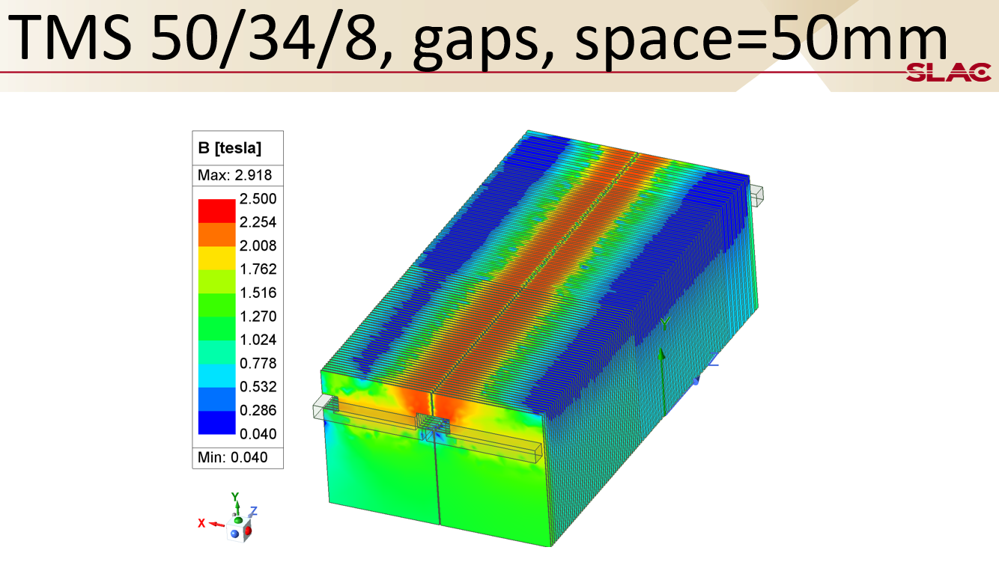 TMS 50/34/8, gaps, space=50mm
SLAC
B [tesla]
Max: 2.918
2.500
2.254
2.008
1.762
1.516
1.270
1.024
0.778
0.532
0.286
0.040
Min: 0.040
Y
Z
Y
Z
X